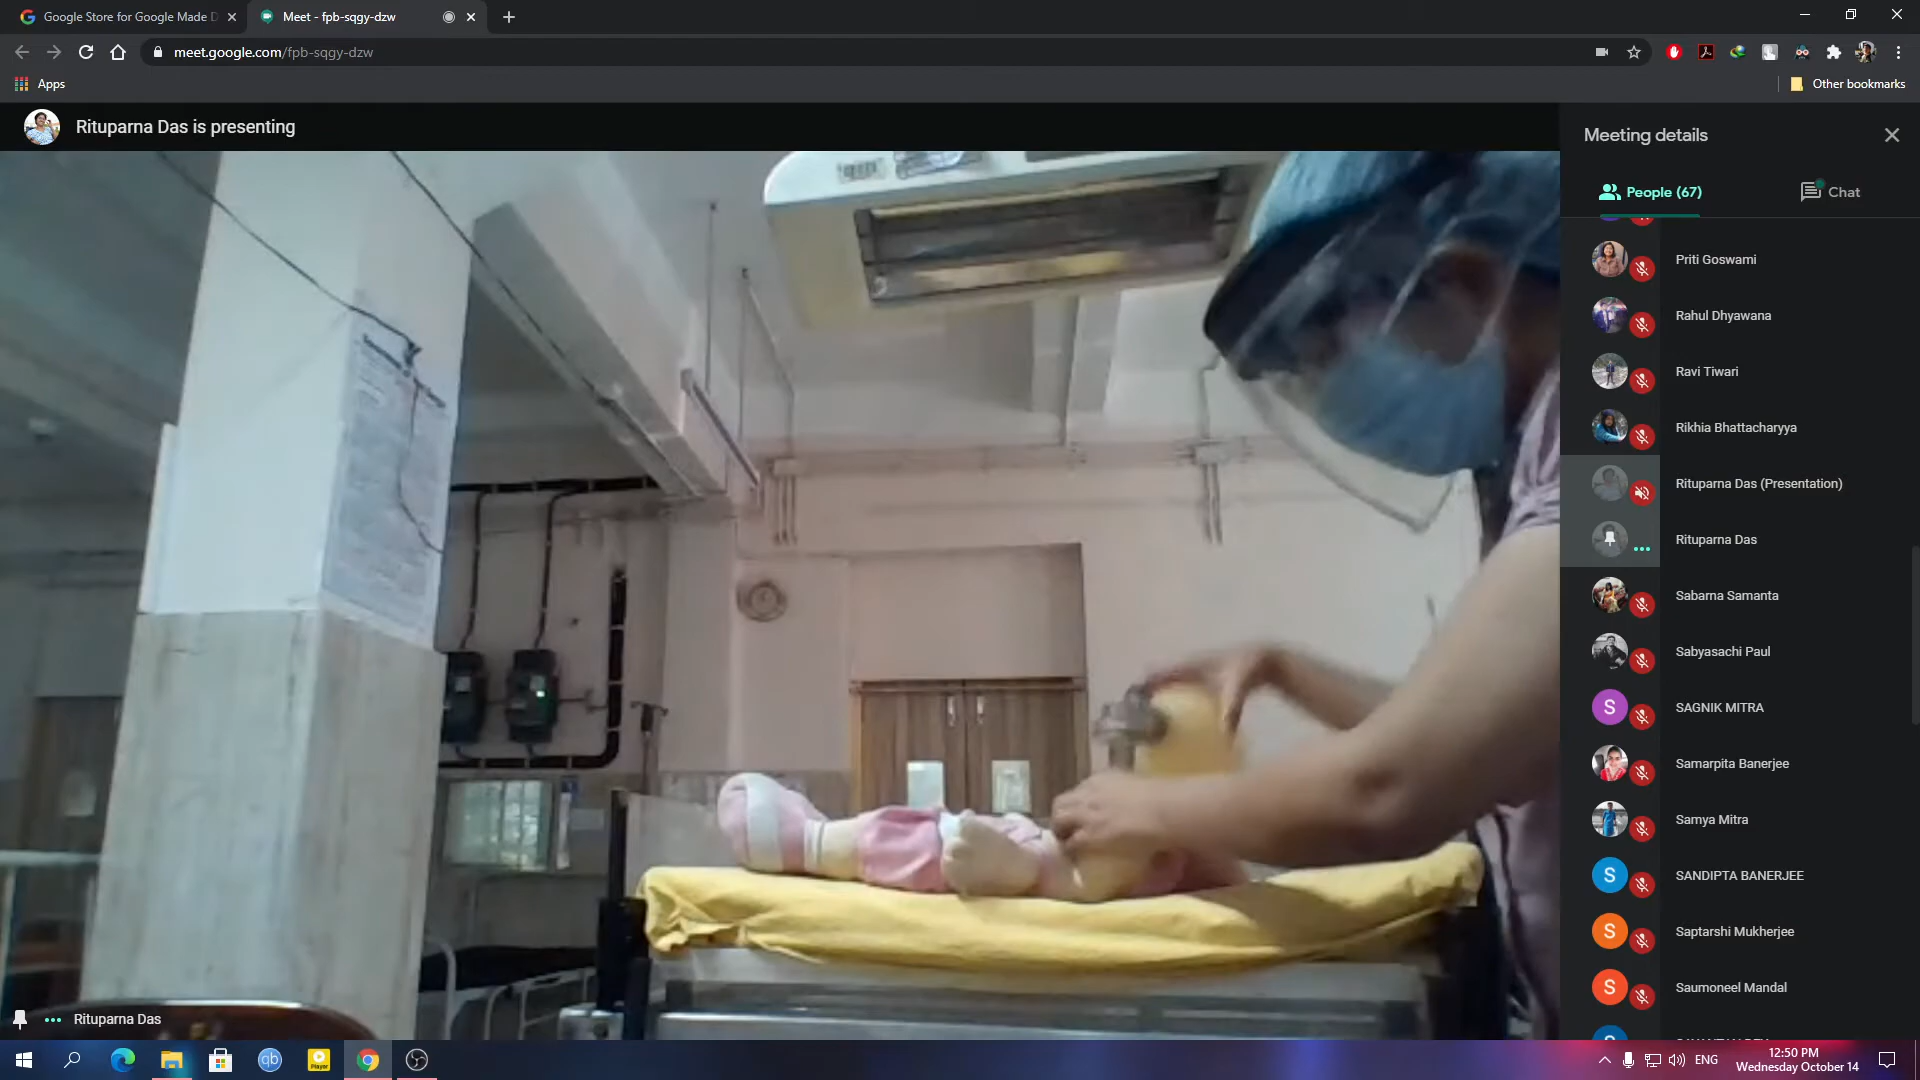 Google Store for Google Made D
Meet - fpb-sqgy-dzw
meet.google.com/fpb-sqgy-dzw
Apps
Other bookmarks
Rituparna Das is presenting
Meeting details
People (67)
Chat
Priti Goswami
Rahul Dhyawana
Ravi Tiwari
Rikhia Bhattacharyya
Rituparna Das (Presentation)
Rituparna Das
Sabarna Samanta
Sabyasachi Paul
S
SAGNIK MITRA
Samarpita Banerjee
Samya Mitra
S
SANDIPTA BANERJEE
S
Saptarshi Mukherjee
S
Saumoneel Mandal
Rituparna Das
qb
Player
ENG
12:50 PM
Wednesday October 14